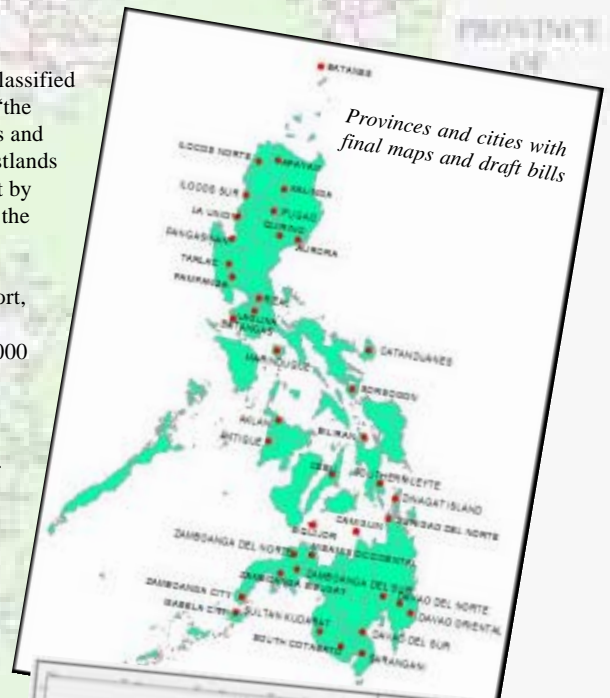 PROVINCE
OF
lassified
"the
s and
stlands
t by
the
ort,
000
Provinces and cities with
final maps and draft bills
BATANES
ILOCOS NORTE
APAYAO
ILOCOS SUR
KALINGA
LA UNION
IFUGAO
QUIRINO
PANGASINAN
AURORA
TARLAC
PAMPANGA
RIZAL
LAGUNA
BATANGAS
CATANDUANES
MARINDUQUE
SORSOGON
AKLAN
BILIRAN
ANTIQUE
CEBU
SOUTHERN LEYTE
DINAGAT ISLAND
SURIGAO DEL NORTE
CAMIGUIN
SIQUIJOR
ZAMBOANGA DEL NORTE
MISAMIS OCCIDENTAL
ZAMBOANGA DEL SUR
ZAMBOANGA SIBUGAY
DAVAO DEL NORTE
ZAMBOANGA CITY
DAVAO ORIENTAL
ISABELA CITY
SULTAN KUDARAT
DAVAO DEL SUR
SOUTH COTABATO
SARANGANI